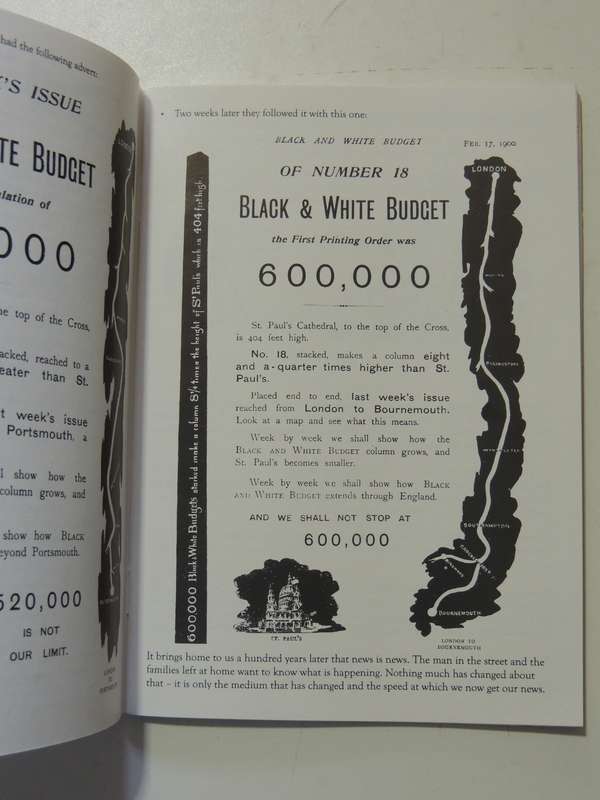 had the following advert:
'S ISSUE
TE BUDGET
ulation of
000
he top of the Cross,
acked, reached to a
eater than St.
st week's issue
Portsmouth, a
l show how the
column grows, and
show how BLACK
eyond Portsmouth.
520,000
IS NOT
OUR LIMIT.
LONDON
TO
• Two weeks later they followed it with this one:
BLACK AND WHITE BUDGET
FEB. 17, 1900
OF NUMBER 18
BLACK & WHITE BUDGET
the First Printing Order was
600,000
St. Paul's Cathedral, to the top of the Cross,
is 404 feet high.
No. 18, stacked, makes a column eight
and a-quarter times higher than St.
Paul's.
Placed end to end, last week's issue
reached from London to Bournemouth.
Look at a map and see what this means.
Week by week we shall show how the
BLACK AND WHITE BUDGET column grows, and
St. Paul's becomes smaller.
Week by week we shall show how BLACK
AND WHITE BUDGET extends through England.
AND WE SHALL NOT STOP AT
600,000
600,000 Black & White Budgets stacked make a column 8¼ times the height of St Pauls which is 404 feet high.
ST. PAUL'S
LONDON
BASINGSTOKE
WINCHESTER
SOUTHAMPTON
BOURNEMOUTH
LONDON TO
BOURNEMOUTH
It brings home to us a hundred years later that news is news. The man in the street and the
families left at home want to know what is happening. Nothing much has changed about
that – it is only the medium that has changed and the speed at which we now get our news.